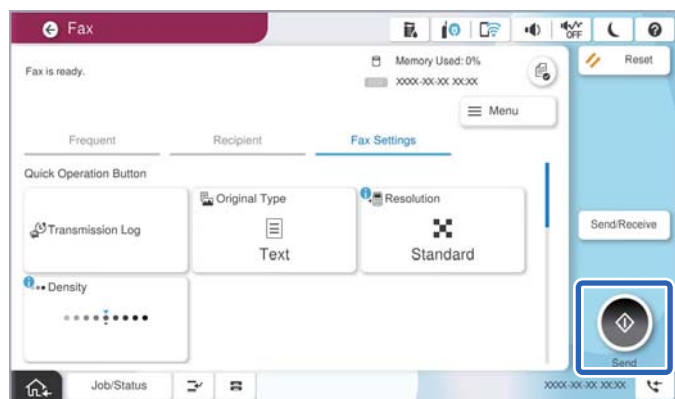 Fax
OFF
Fax is ready.
Memory Used: 0%
XXXX-XX-XX XX:XX
Reset
Menu
Frequent
Recipient
Fax Settings
Quick Operation Button
Transmission Log
Original Type
Text
Resolution
Standard
Send/Receive
Density
Send
Job/Status
XXXX-XX-XX XX:XX